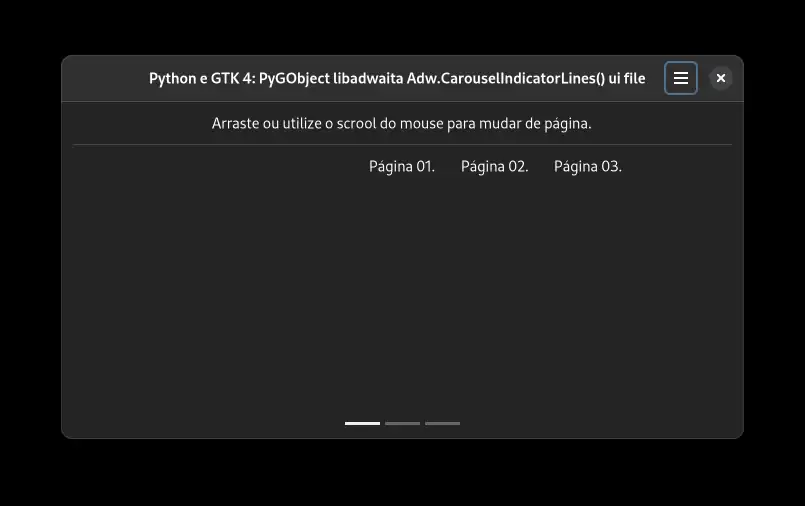 Python e GTK 4: PyGObject libadwaita Adw.CarouselIndicatorLines() ui file
Arraste ou utilize o scrool do mouse para mudar de página.
Página 01. Página 02. Página 03.